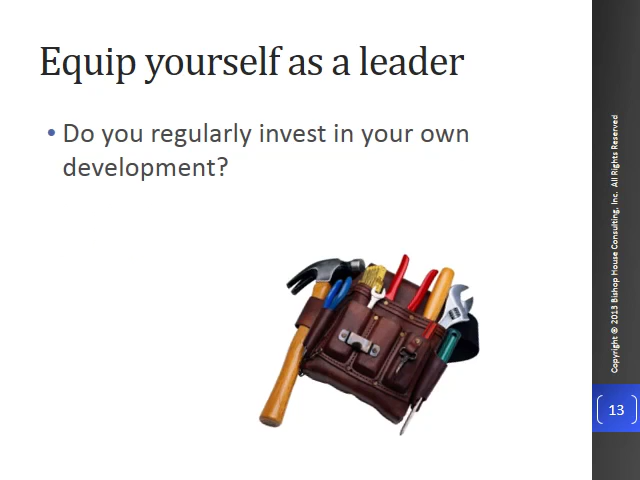 Equip yourself as a leader
• Do you regularly invest in your own
development?
Copyright © 2013 Bishop House Consulting, Inc.  All Rights Reserved
13